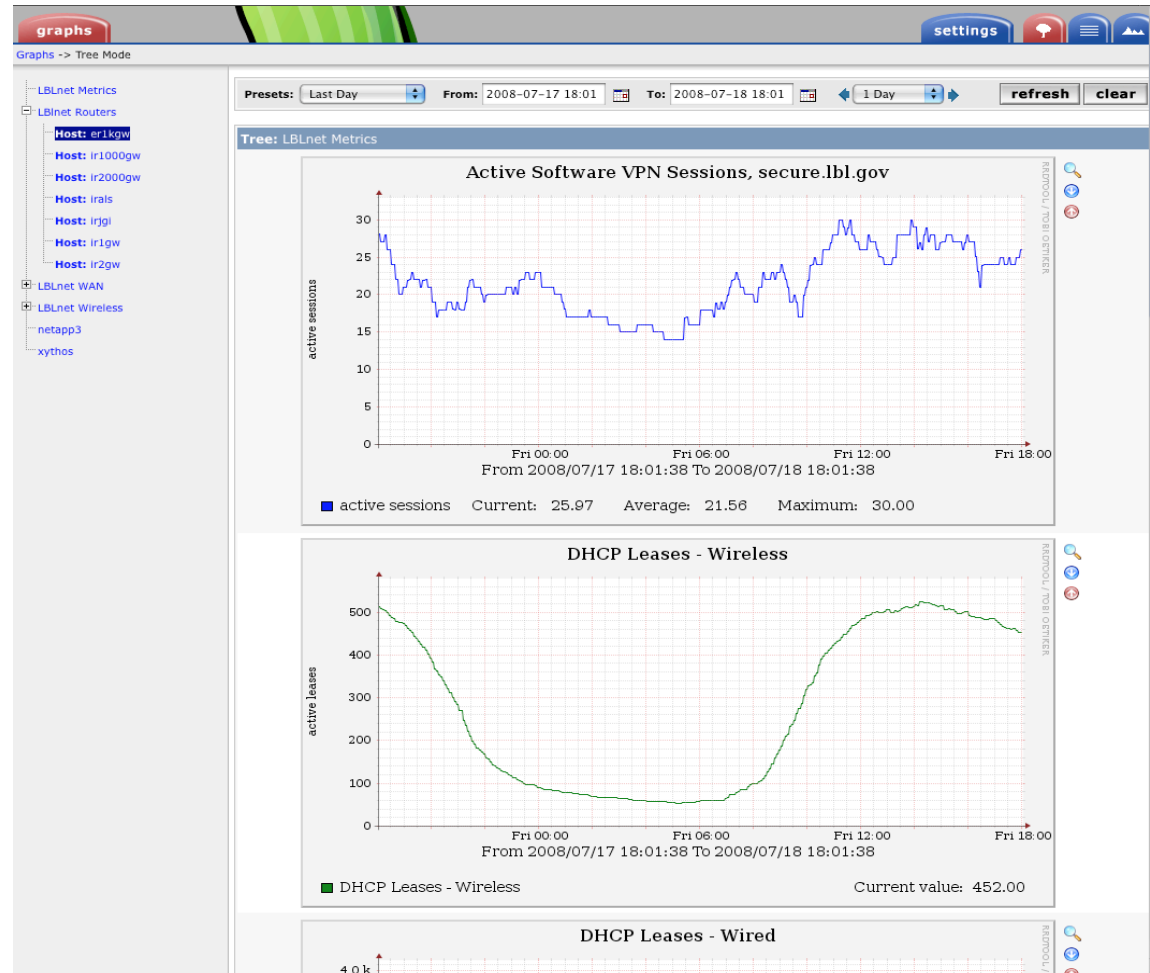 graphs
settings
Graphs -> Tree Mode
LBLnet Metrics
LBlnet Routers
Host: er1kgw
Host: ir1000gw
Host: ir2000gw
Host: irals
Host: irjgi
Host: ir1gw
Host: ir2gw
LBLnet WAN
LBLnet Wireless
netapp3
xythos
Presets: Last Day From: 2008-07-17 18:01 To: 2008-07-18 18:01 1 Day refresh clear
Tree: LBLnet Metrics
Active Software VPN Sessions, secure.lbl.gov
RRDTOOL / TOBI OETIKER
active sessions
30
25
20
15
10
5
0
Fri 00:00 Fri 06:00 Fri 12:00 Fri 18:00
From 2008/07/17 18:01:38 To 2008/07/18 18:01:38
active sessions Current: 25.97 Average: 21.56 Maximum: 30.00
DHCP Leases - Wireless
RRDTOOL / TOBI OETIKER
active leases
500
400
300
200
100
0
Fri 00:00 Fri 06:00 Fri 12:00 Fri 18:00
From 2008/07/17 18:01:38 To 2008/07/18 18:01:38
DHCP Leases - Wireless Current value: 452.00
DHCP Leases - Wired
RRDTOOL /
4.0 k